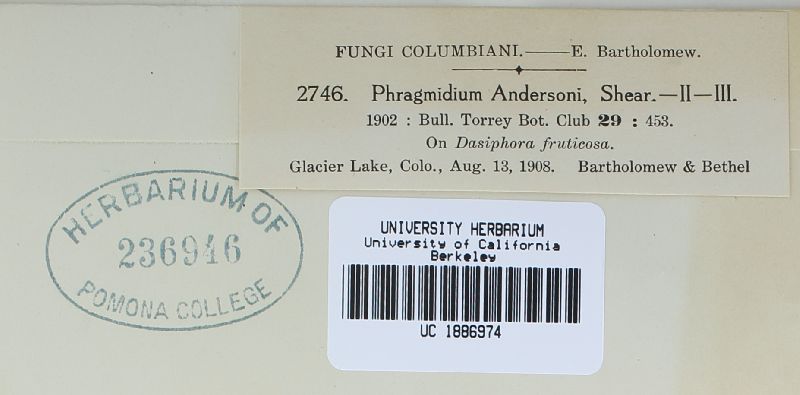 FUNGI COLUMBIANI.——E. Bartholomew.
2746. Phragmidium Andersoni, Shear.—II—III.
1902 : Bull. Torrey Bot. Club 29 : 453.
On Dasiphora fruticosa.
Glacier Lake, Colo., Aug. 13, 1908. Bartholomew & Bethel
HERBARIUM OF
236946
POMONA COLLEGE
UNIVERSITY HERBARIUM
University of California
Berkeley
UC 1886974